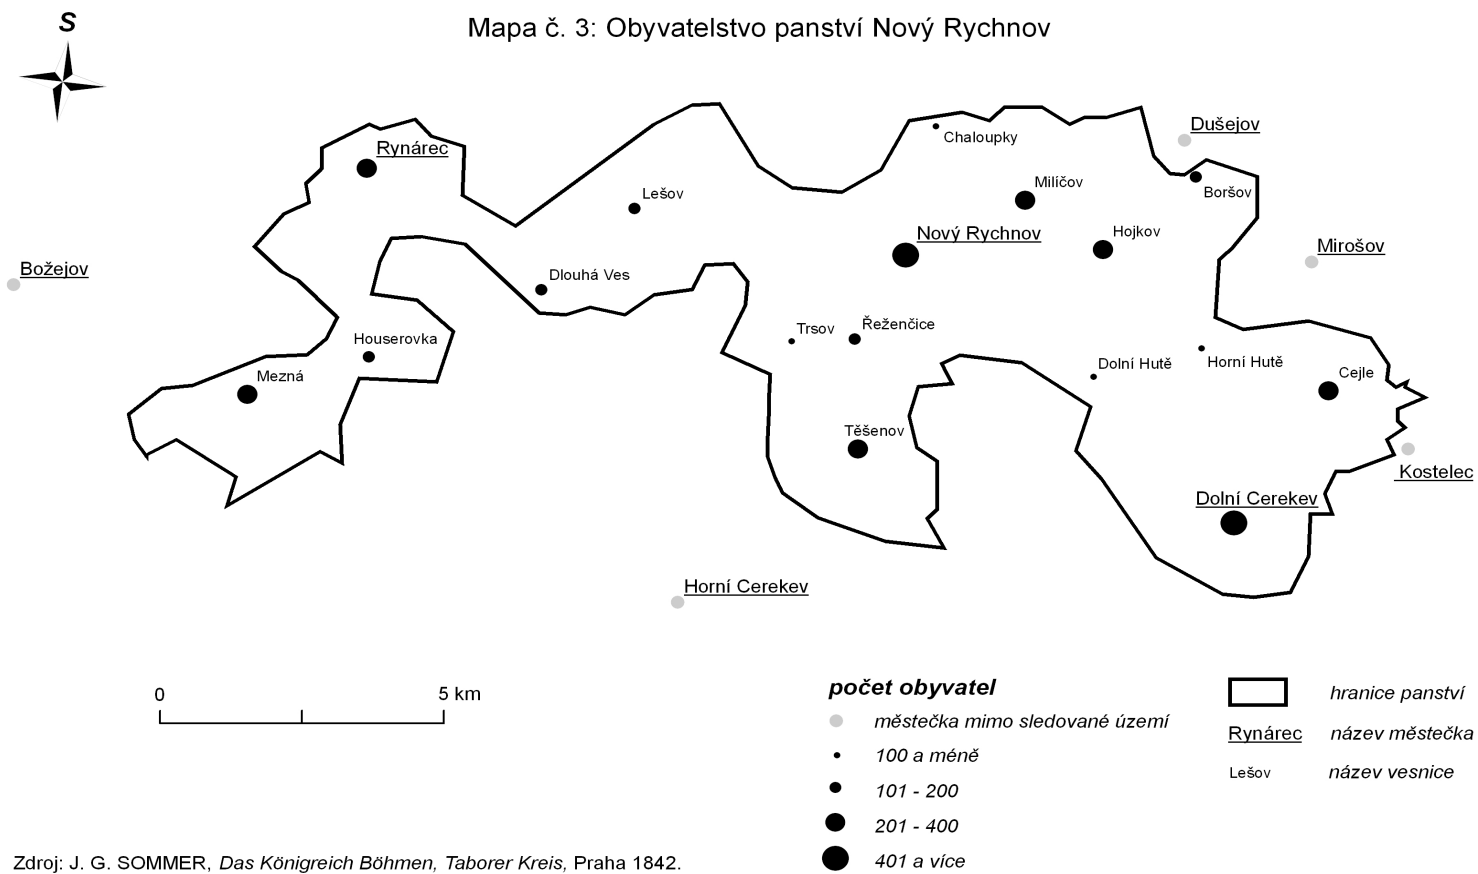 Mapa č. 3: Obyvatelstvo panství Nový Rychnov
S
Dušejov
Chaloupky
Rynárec
Milíčov
Boršov
Lešov
Nový Rychnov
Hojkov
Mirošov
Božejov
Dlouhá Ves
Trsov
Řeženčice
Houserovka
Dolní Hutě
Horní Hutě
Cejle
Mezná
Těšenov
Kostelec
Dolní Cerekev
Horní Cerekev
0
5 km
počet obyvatel
městečka mimo sledované území
100 a méně
101 - 200
201 - 400
401 a více
hranice panství
Rynárec
název městečka
Lešov
název vesnice
Zdroj: J. G. SOMMER, Das Königreich Böhmen, Taborer Kreis, Praha 1842.